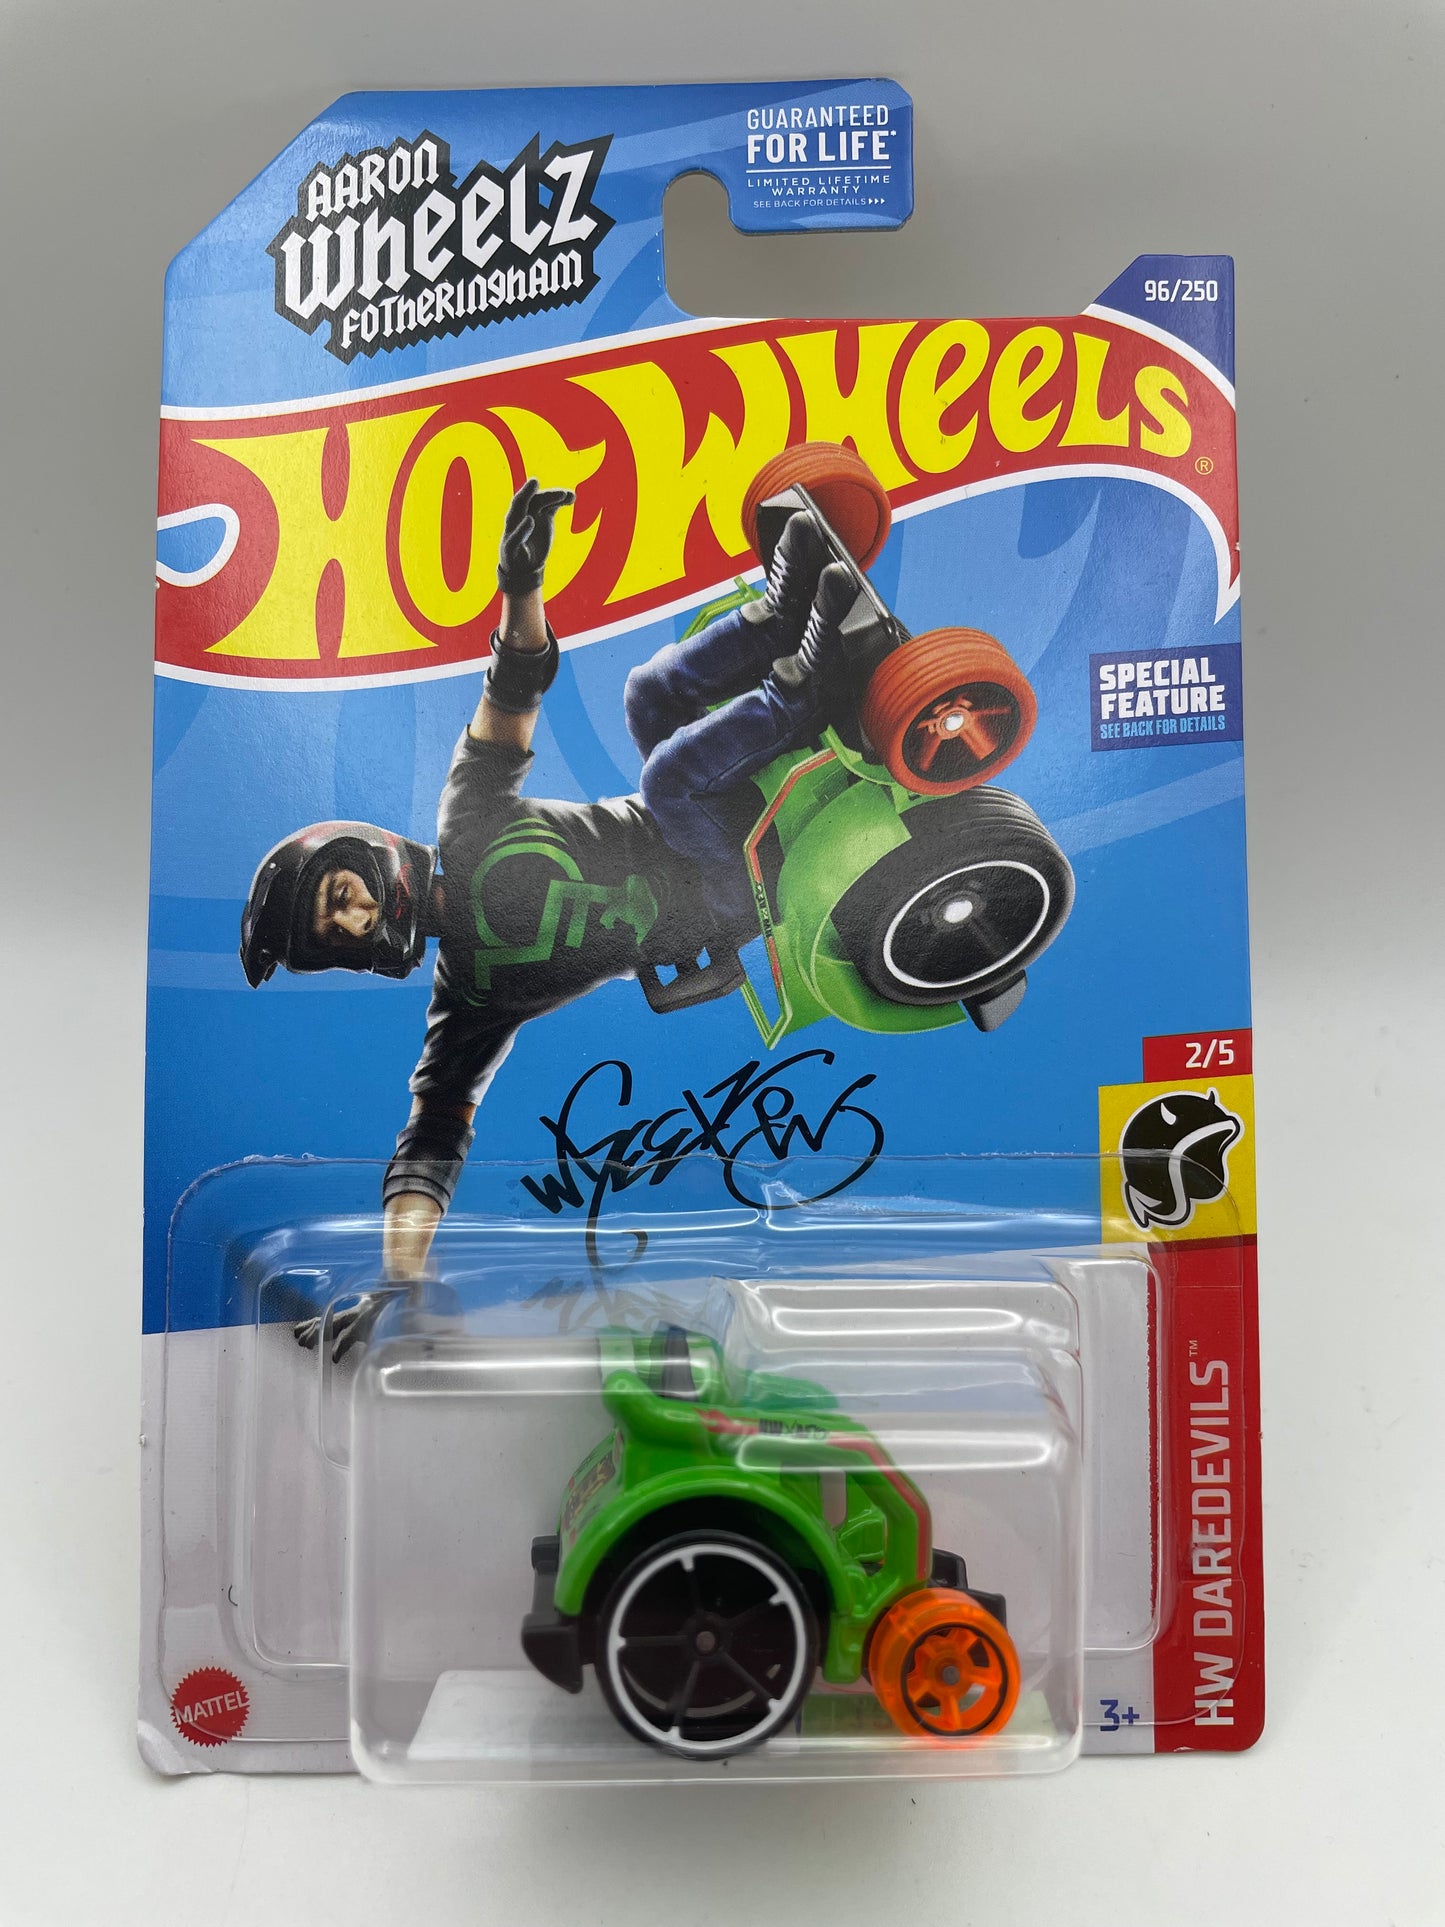 AARON
Wheelz
FOTHERINGHAM
GUARANTEED
FOR LIFE*
LIMITED LIFETIME
WARRANTY
SEE BACK FOR DETAILS
96/250
HOT WHEELS®
SPECIAL
FEATURE
SEE BACK FOR DETAILS
2/5
HW DAREDEVILS™
MATTEL
3+